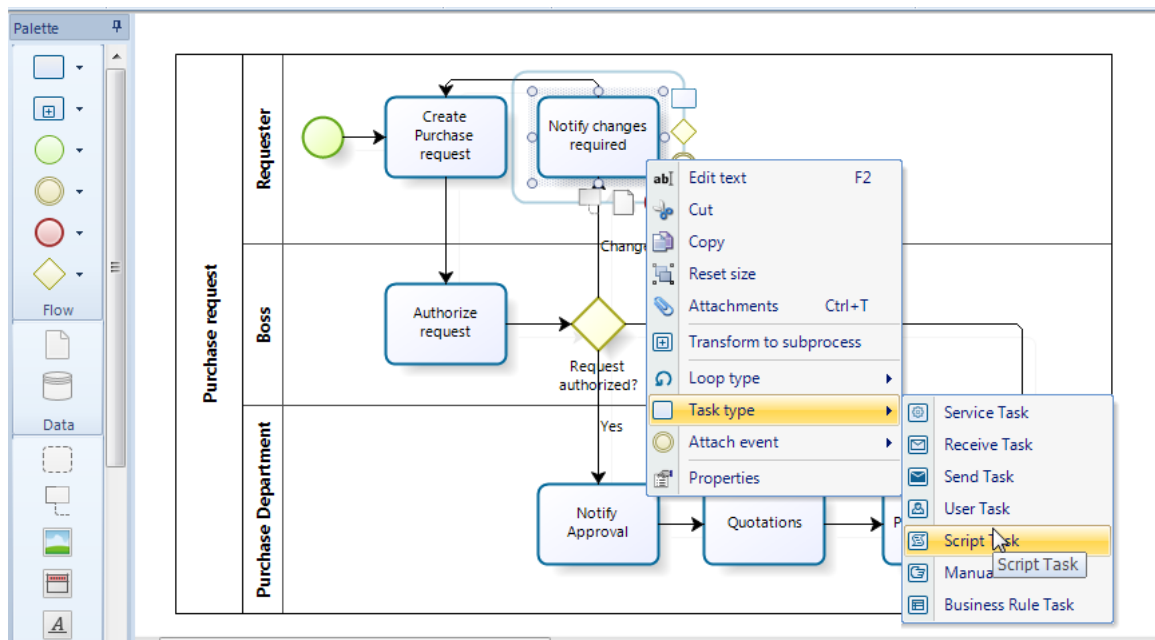 Palette
Flow
Data
A
Purchase request
Requester
Boss
Purchase Department
Create
Purchase
request
Notify changes
required
Authorize
request
Request
authorized?
Yes
Notify
Approval
Quotations
P
Edit text F2
Cut
Copy
Reset size
Attachments Ctrl+T
Transform to subprocess
Loop type
Task type
Attach event
Properties
Service Task
Receive Task
Send Task
User Task
Script Task
Script Task
Business Rule Task